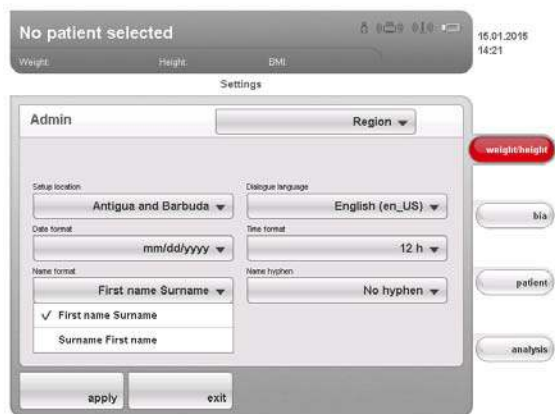 No patient selected
15.01.2015
14:21
Weight: Height: BMI:
Settings
Admin
Region
weight/height
Setup location
Dialogue language
Antigua and Barbuda
English (en_US)
bia
Date format
Time format
mm/dd/yyyy
12 h
Name format
Name hyphen
First name Surname
No hyphen
patient
First name Surname
Surname First name
analysis
apply
exit